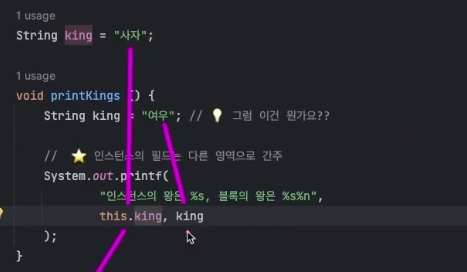 1 usage
String king = "사자";
1 usage
void printKings () {
String king = "여우"; // 💡 그럼 이건 뭔가요??
// ⭐ 인스턴스의 필드는 다른 영역으로 간주
System.out.printf(
"인스턴스의 왕은 %s, 블록의 왕은 %s%n",
this.king, king
);
}